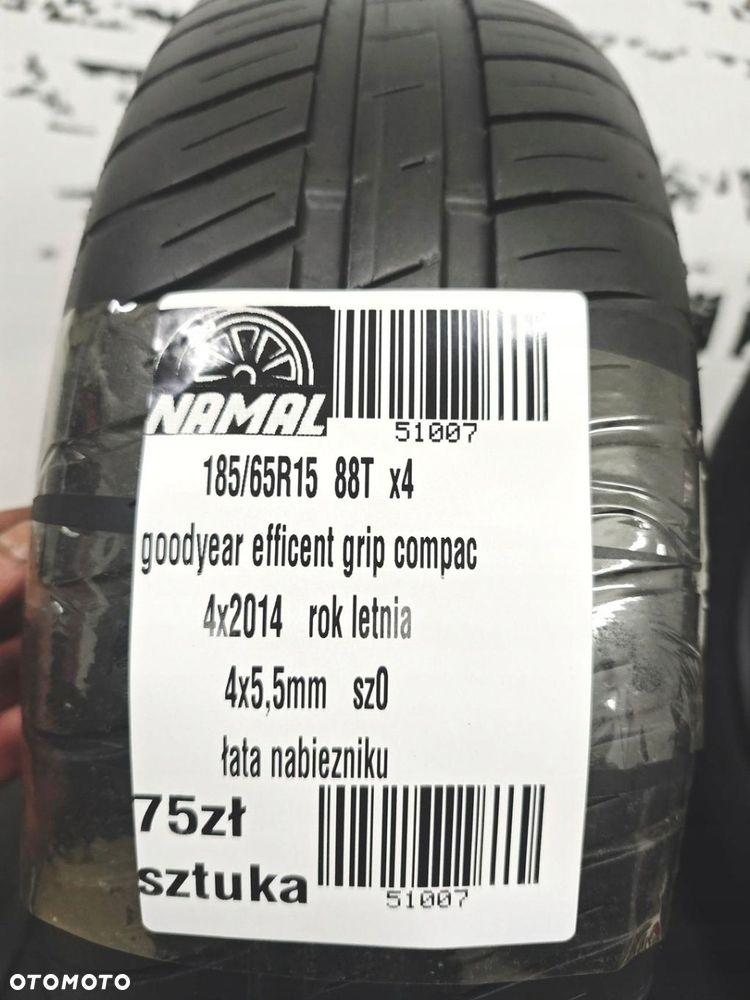 NAMAL
51007
185/65R15 88T x4
goodyear efficent grip compac
4x2014 rok letnia
4x5,5mm sz0
łata nabiezniku
75zł
sztuka
51007
OTOMOTO